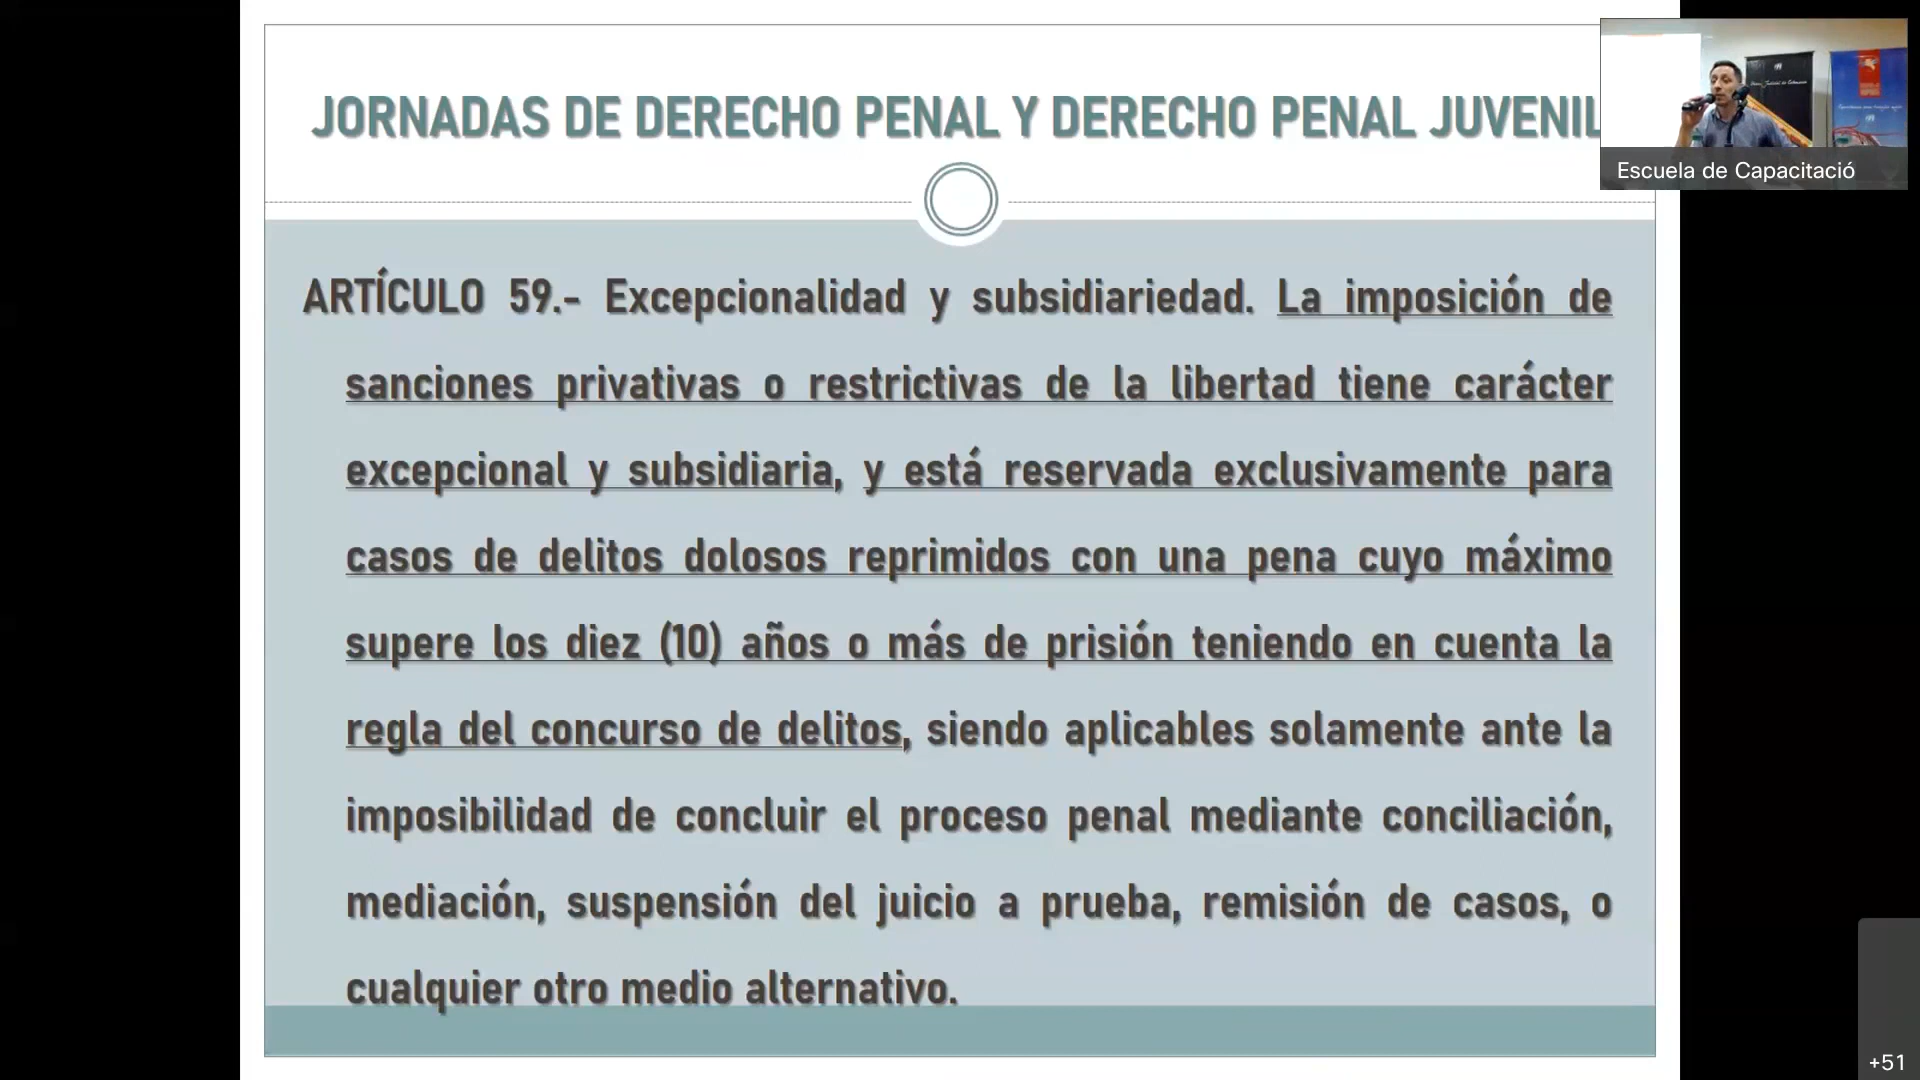 JORNADAS DE DERECHO PENAL Y DERECHO PENAL JUVENIL
Escuela de Capacitació
ARTÍCULO 59.- Excepcionalidad y subsidiariedad. La imposición de
sanciones privativas o restrictivas de la libertad tiene carácter
excepcional y subsidiaria, y está reservada exclusivamente para
casos de delitos dolosos reprimidos con una pena cuyo máximo
supere los diez (10) años o más de prisión teniendo en cuenta la
regla del concurso de delitos, siendo aplicables solamente ante la
imposibilidad de concluir el proceso penal mediante conciliación,
mediación, suspensión del juicio a prueba, remisión de casos, o
cualquier otro medio alternativo.
+51